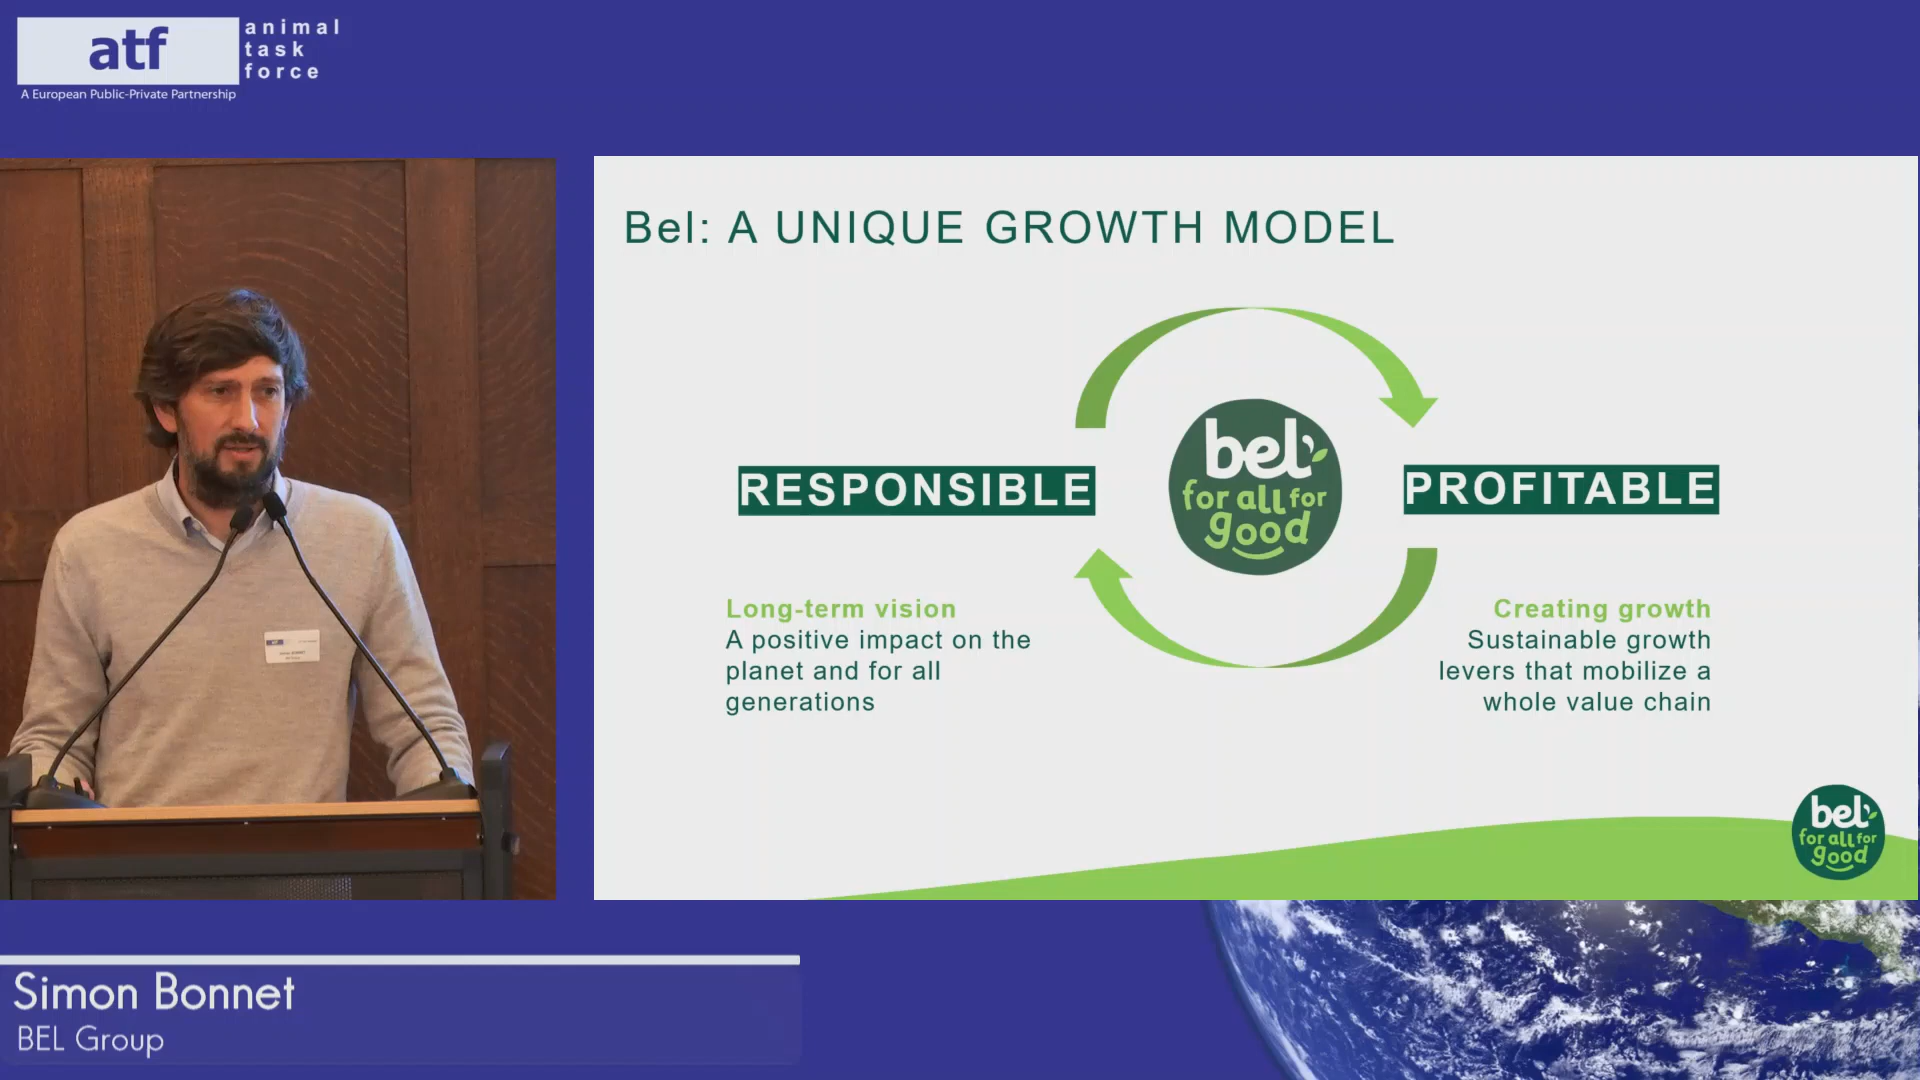 atf
animal
task
force
A European Public-Private Partnership
Bel: A UNIQUE GROWTH MODEL
RESPONSIBLE
bel
for all for
good
PROFITABLE
Long-term vision
A positive impact on the
planet and for all
generations
Creating growth
Sustainable growth
levers that mobilize a
whole value chain
bel
for all for
good
Simon Bonnet
BEL Group